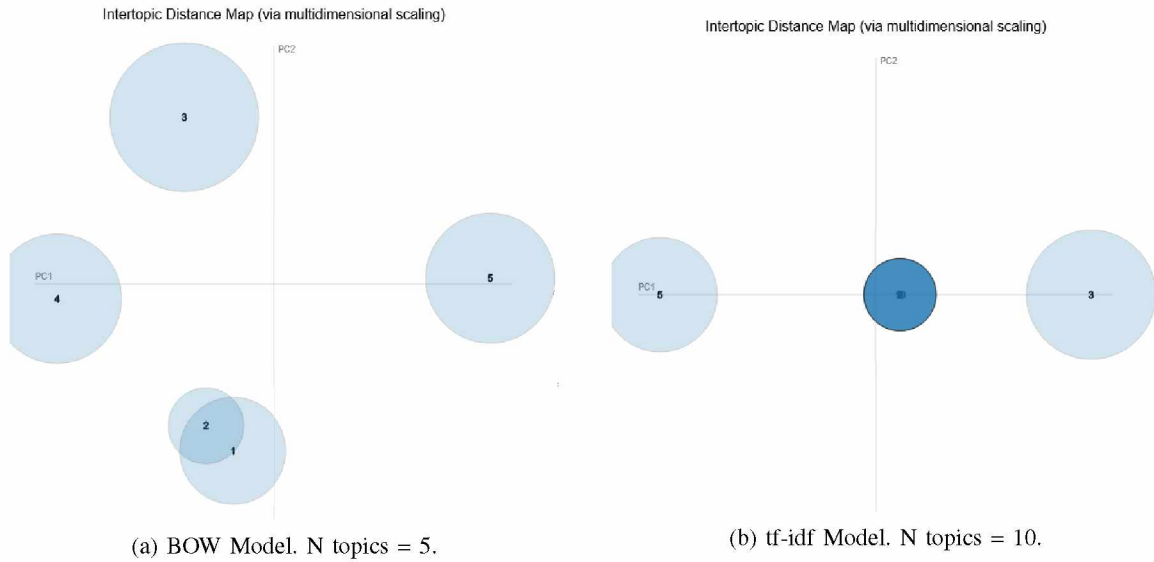 Intertopic Distance Map (via multidimensional scaling)
PC2
3
PC1
4
5
2
1
(a) BOW Model. N topics = 5.
Intertopic Distance Map (via multidimensional scaling)
PC2
PC1
5
3
(b) tf-idf Model. N topics = 10.